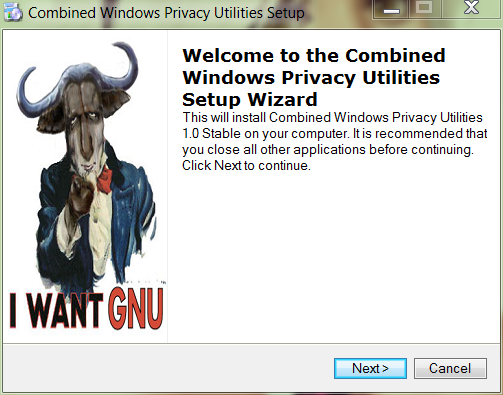 Combined Windows Privacy Utilities Setup
Welcome to the Combined
Windows Privacy Utilities
Setup Wizard
This will install Combined Windows Privacy Utilities
1.0 Stable on your computer. It is recommended that
you close all other applications before continuing.
Click Next to continue.
I WANT GNU
Next >
Cancel